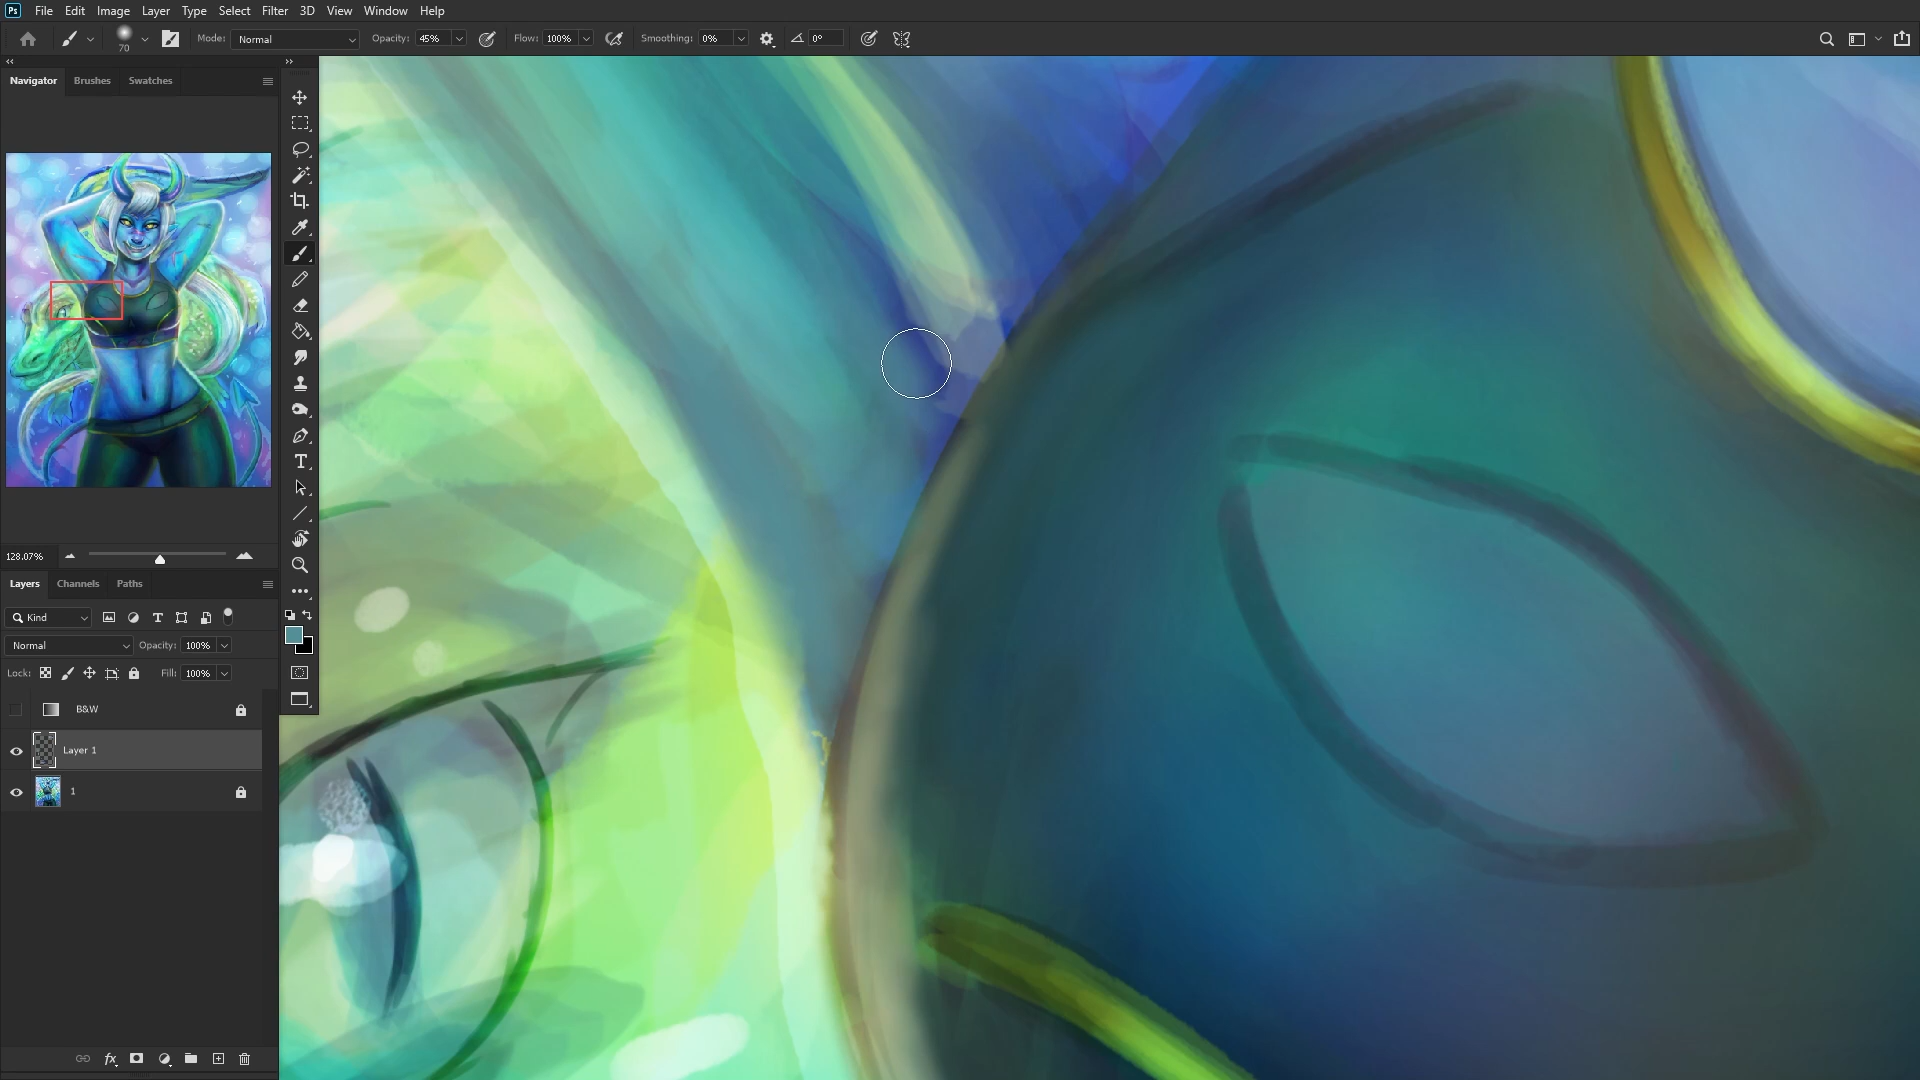 Ps File Edit Image Layer Type Select Filter 3D View Window Help
70 Mode: Normal Opacity: 45% Flow: 100% Smoothing: 0% 0°
Navigator Brushes Swatches
128.07%
Layers Channels Paths
Kind
Normal Opacity: 100%
Lock: Fill: 100%
B&W
Layer 1
1